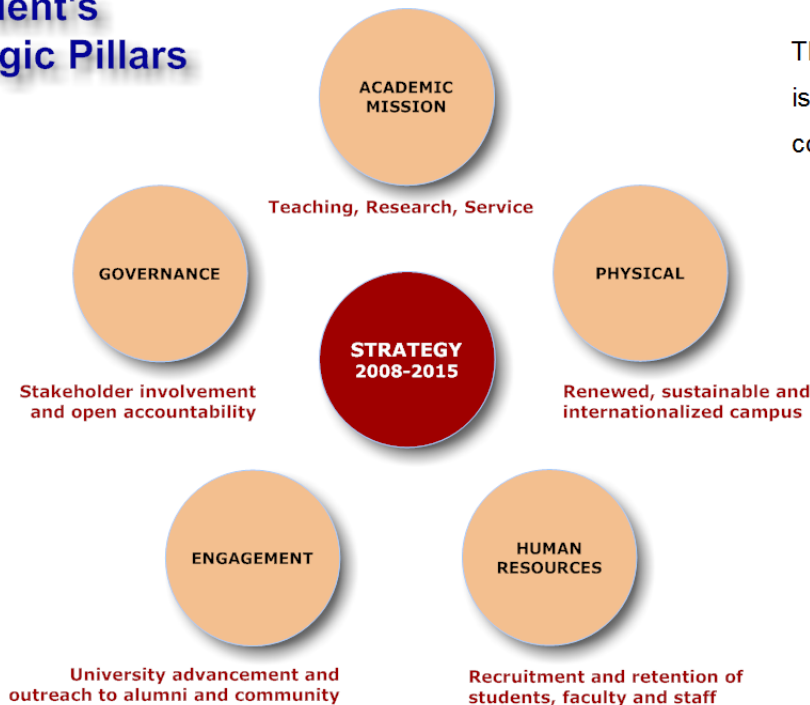 gic Pillars
ACADEMIC
MISSION
Teaching, Research, Service
GOVERNANCE
PHYSICAL
STRATEGY
2008-2015
Stakeholder involvement
and open accountability
Renewed, sustainable and
internationalized campus
ENGAGEMENT
HUMAN
RESOURCES
University advancement and
outreach to alumni and community
Recruitment and retention of
students, faculty and staff